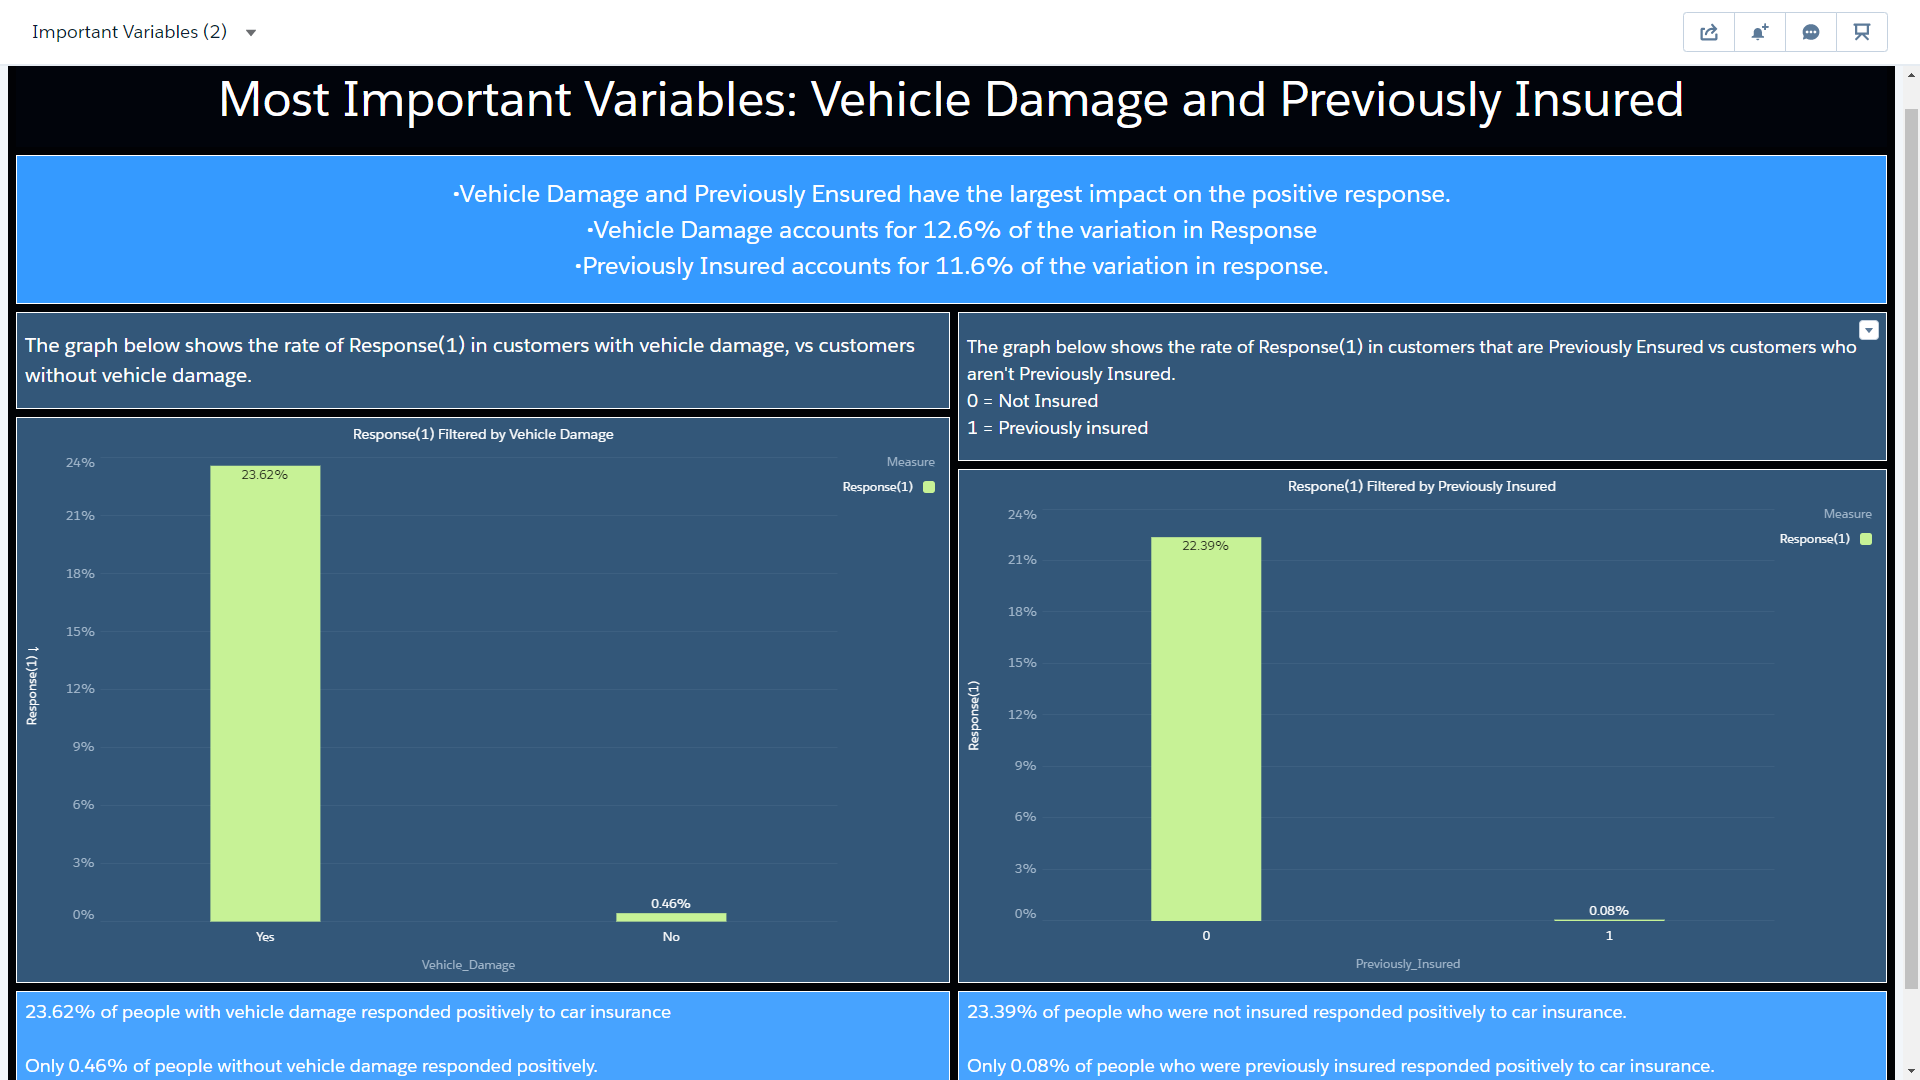 Important Variables (2)
Most Important Variables: Vehicle Damage and Previously Insured
•Vehicle Damage and Previously Ensured have the largest impact on the positive response.
•Vehicle Damage accounts for 12.6% of the variation in Response
•Previously Insured accounts for 11.6% of the variation in response.
The graph below shows the rate of Response(1) in customers with vehicle damage, vs customers
without vehicle damage.
The graph below shows the rate of Response(1) in customers that are Previously Ensured vs customers who
aren't Previously Insured.
0 = Not Insured
1 = Previously insured
Response(1) Filtered by Vehicle Damage
Measure
Response(1)
24%
21%
18%
15%
12%
9%
6%
3%
0%
Response(1) ↓
23.62%
0.46%
Yes
No
Vehicle_Damage
Respone(1) Filtered by Previously Insured
Measure
Response(1)
24%
21%
18%
15%
12%
9%
6%
3%
0%
Response(1)
22.39%
0.08%
0
1
Previously_Insured
23.62% of people with vehicle damage responded positively to car insurance
Only 0.46% of people without vehicle damage responded positively.
23.39% of people who were not insured responded positively to car insurance.
Only 0.08% of people who were previously insured responded positively to car insurance.